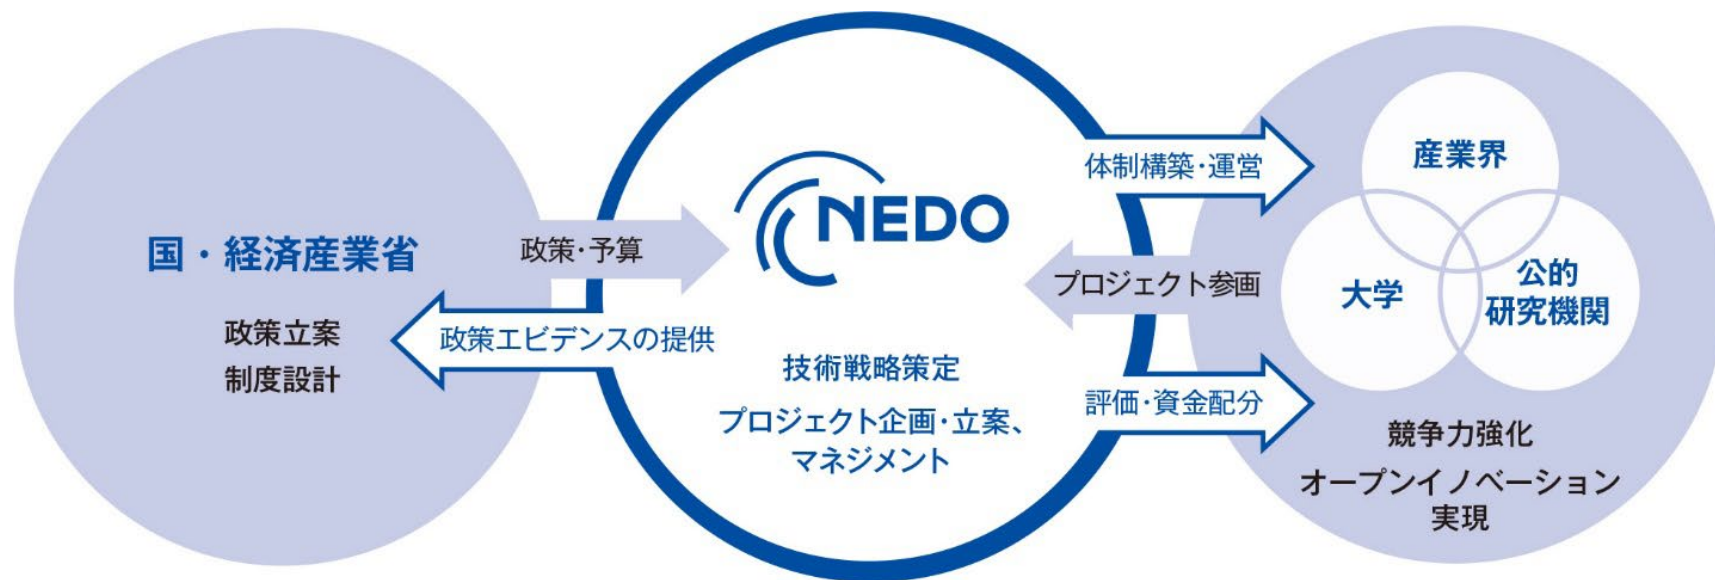 国・経済産業省
政策立案
制度設計
政策・予算
政策エビデンスの提供
NEDO
技術戦略策定
プロジェクト企画・立案、
マネジメント
体制構築・運営
プロジェクト参画
評価・資金配分
産業界
大学
公的
研究機関
競争力強化
オープンイノベーション
実現